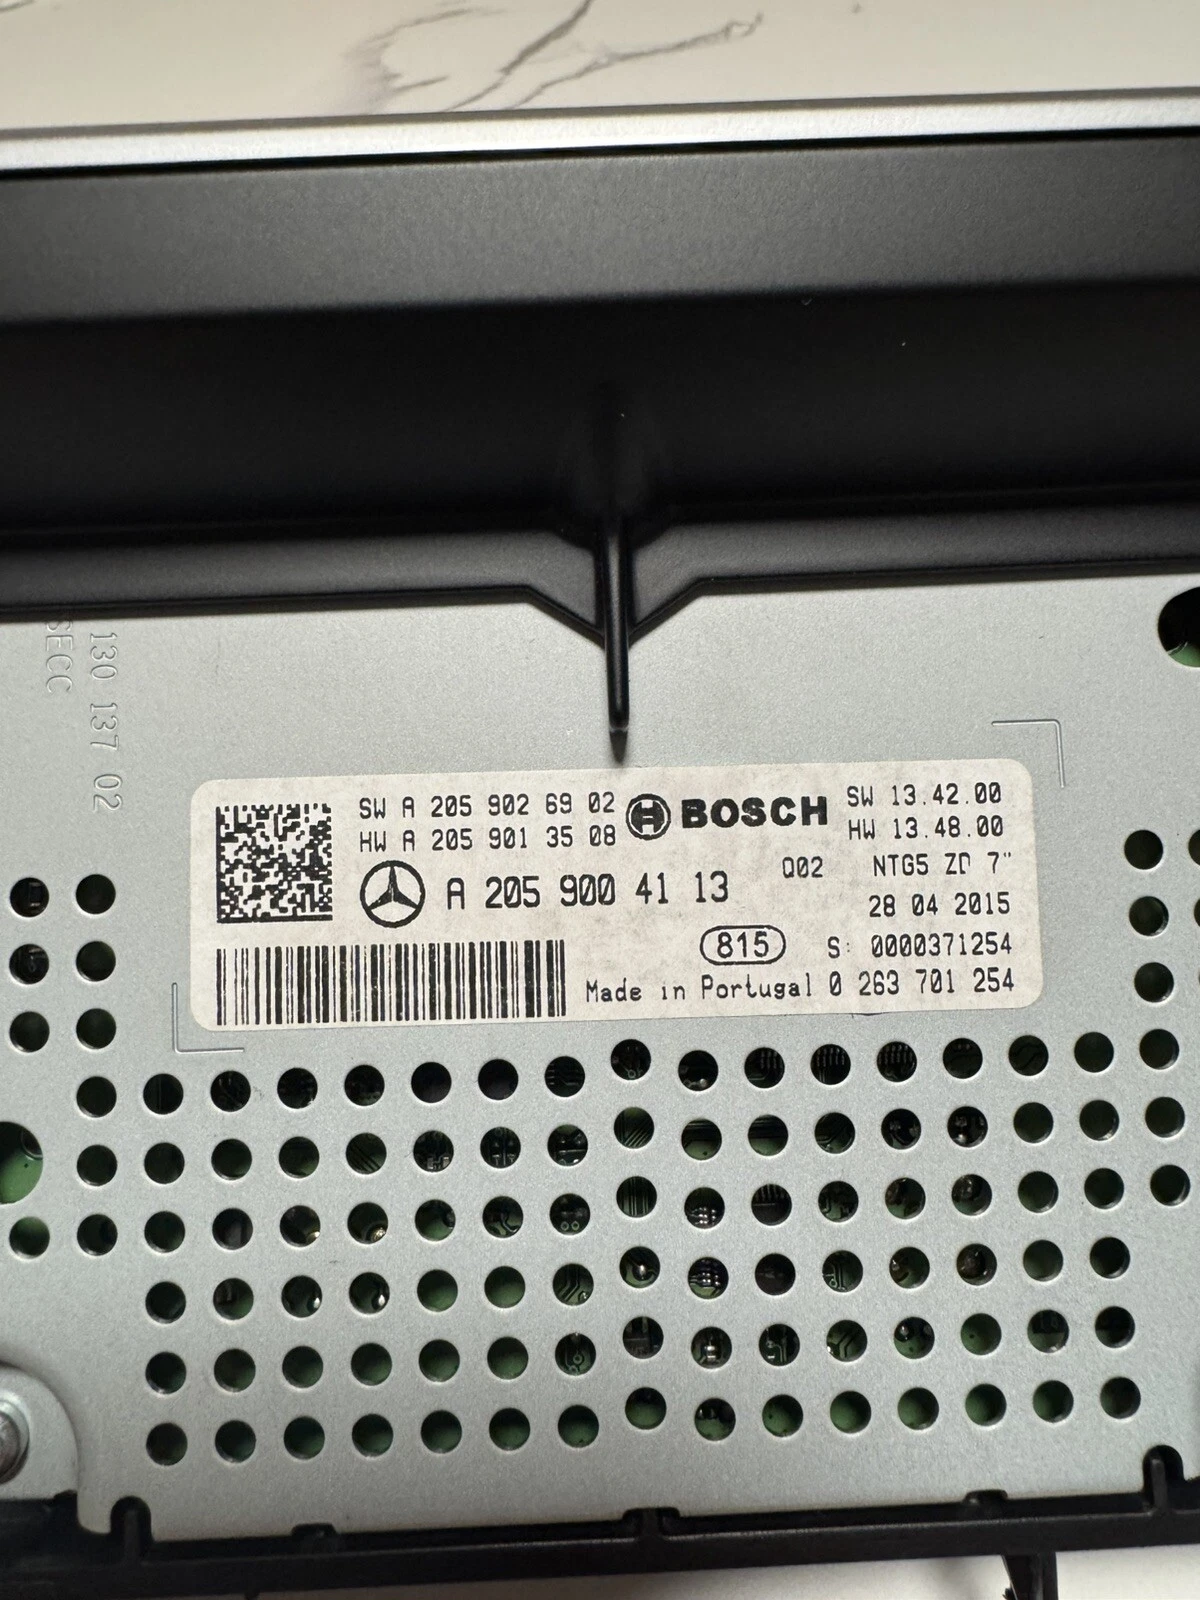 130 137 02
SECC
SW A 205 902 69 02
HW A 205 901 35 08
BOSCH
SW 13.42.00
HW 13.48.00
A 205 900 41 13
Q02
NTG5 ZD 7"
28 04 2015
815
S: 0000371254
Made in Portugal 0 263 701 254